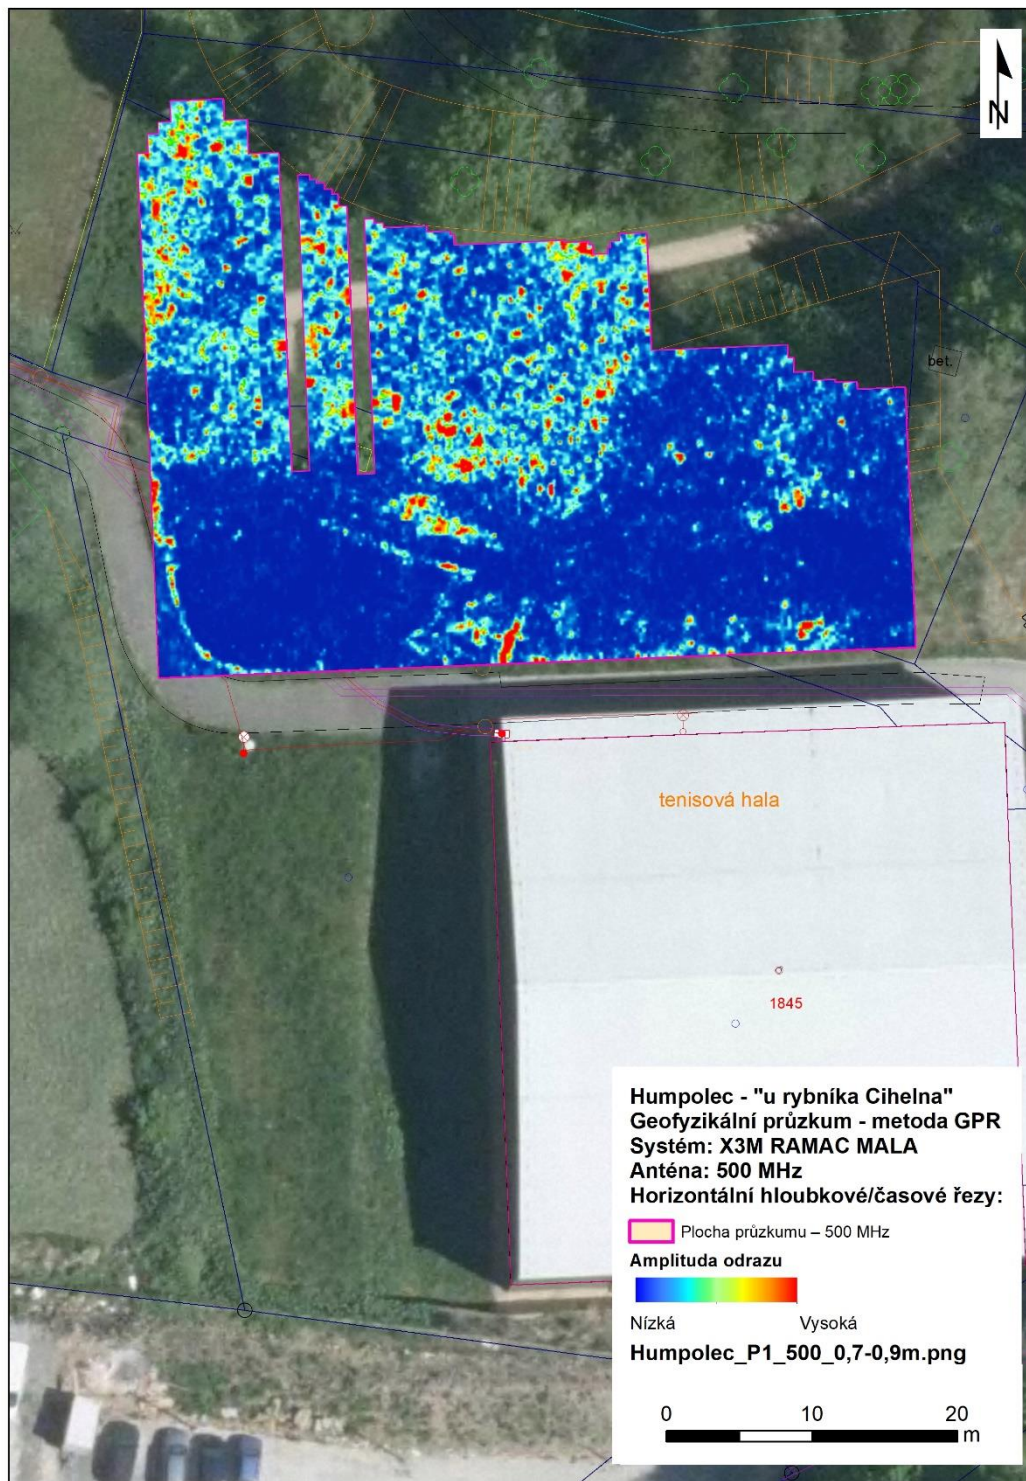 N
bet.
tenisová hala
1845
Humpolec - "u rybníka Cihelna"
Geofyzikální průzkum - metoda GPR
Systém: X3M RAMAC MALA
Anténa: 500 MHz
Horizontální hloubkové/časové řezy:
Plocha průzkumu – 500 MHz
Amplituda odrazu
Nízká Vysoká
Humpolec_P1_500_0,7-0,9m.png
0 10 20
m